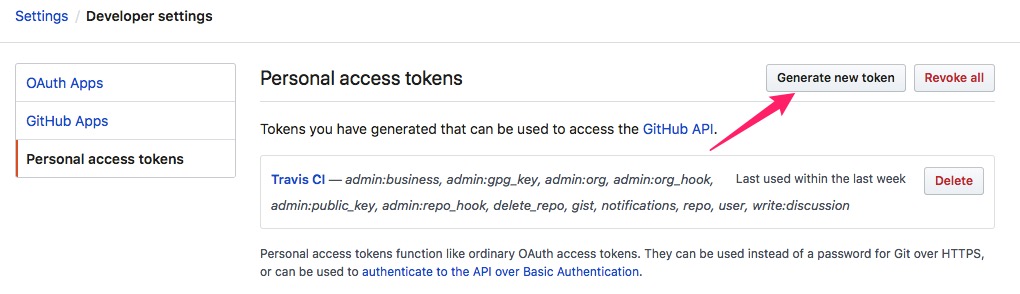 Settings / Developer settings
OAuth Apps
GitHub Apps
Personal access tokens
Personal access tokens
Generate new token
Revoke all
Tokens you have generated that can be used to access the GitHub API.
Travis CI — admin:business, admin:gpg_key, admin:org, admin:org_hook,
admin:public_key, admin:repo_hook, delete_repo, gist, notifications, repo, user, write:discussion
Last used within the last week
Delete
Personal access tokens function like ordinary OAuth access tokens. They can be used instead of a password for Git over HTTPS,
or can be used to authenticate to the API over Basic Authentication.